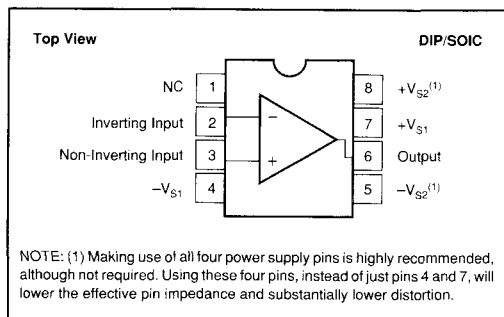 Top View DIP/SOIC
NC 1 8 +VS2(1)
Inverting Input 2 − 7 +VS1
Non-Inverting Input 3 + 6 Output
−VS1 4 5 −VS2(1)
NOTE: (1) Making use of all four power supply pins is highly recommended,
although not required. Using these four pins, instead of just pins 4 and 7, will
lower the effective pin impedance and substantially lower distortion.